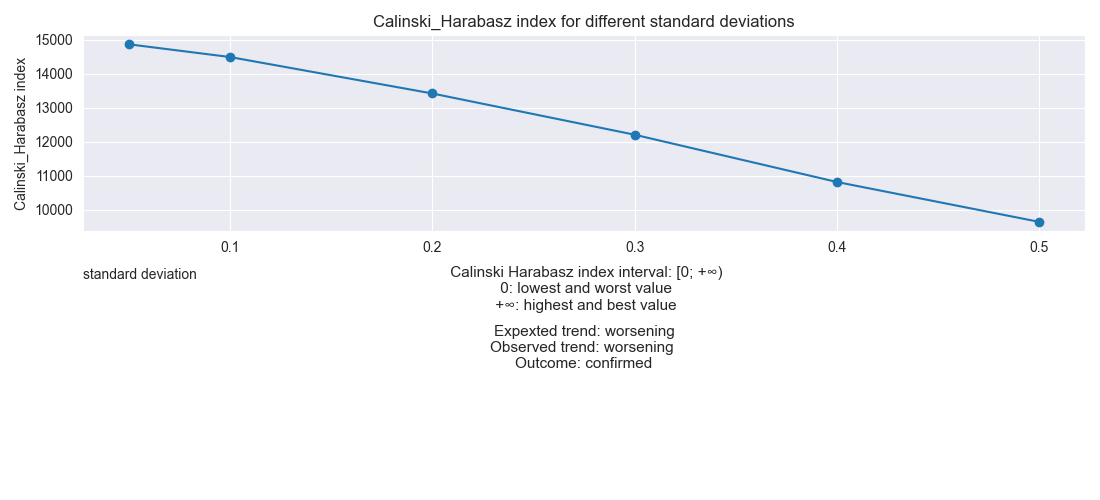 Calinski_Harabasz index for different standard deviations
Calinski_Harabasz index
15000
14000
13000
12000
11000
10000
0.1
0.2
0.3
0.4
0.5
standard deviation
Calinski Harabasz index interval: [0; +∞)
0: lowest and worst value
+∞: highest and best value
Expexted trend: worsening
Observed trend: worsening
Outcome: confirmed